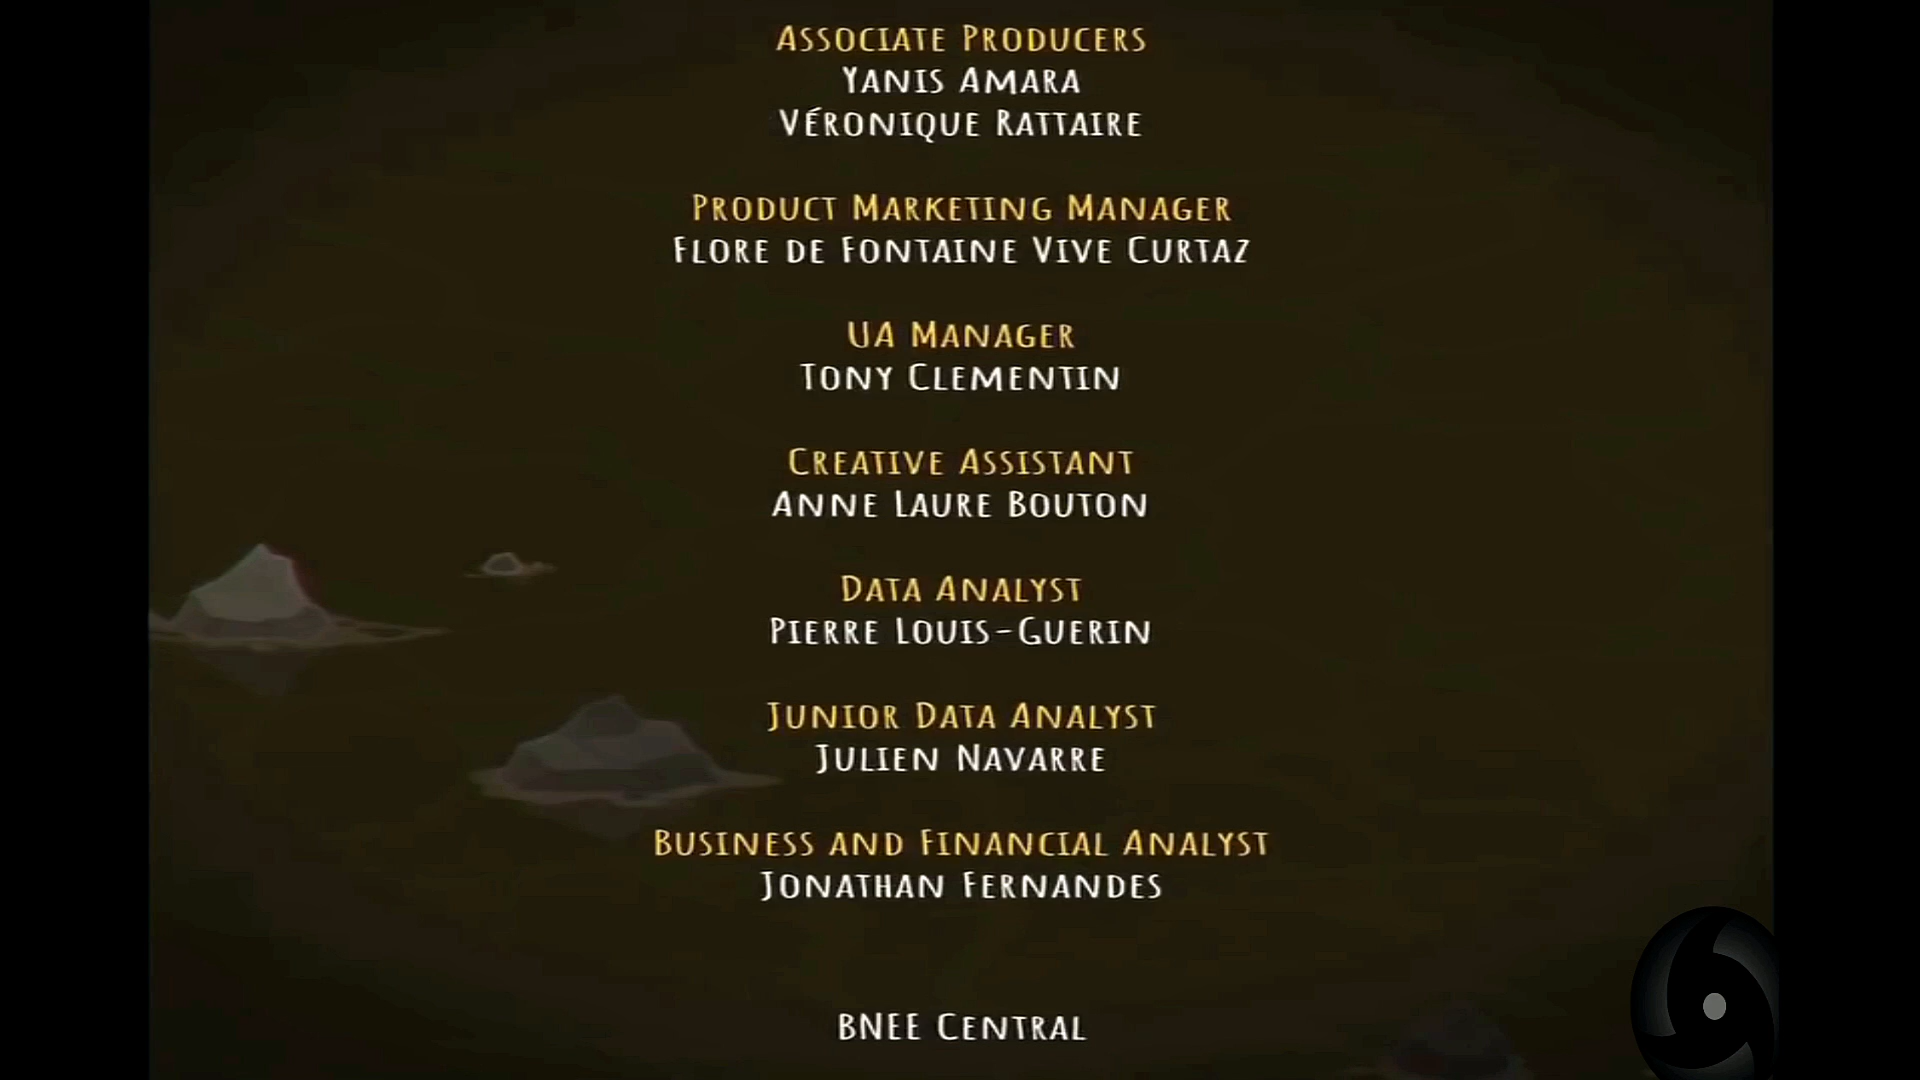 Associate Producers
Yanis Amara
Véronique Rattaire
Product Marketing Manager
Flore de Fontaine Vive Curtaz
UA Manager
Tony Clementin
Creative Assistant
Anne Laure Bouton
Data Analyst
Pierre Louis-Guerin
Junior Data Analyst
Julien Navarre
Business and Financial Analyst
Jonathan Fernandes
BNEE Central